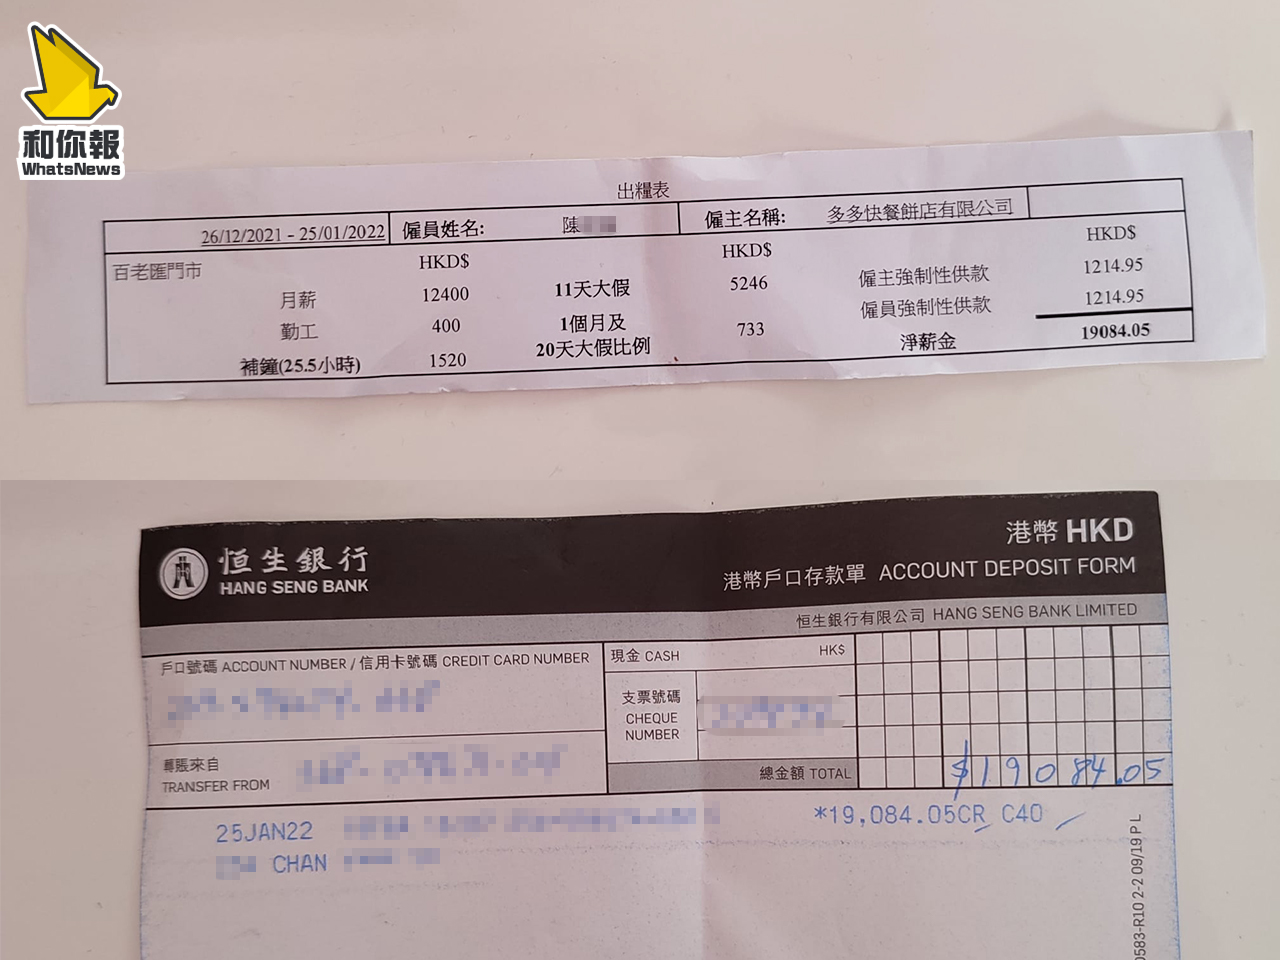 和你報
WhatsNews
出糧表
26/12/2021 - 25/01/2022 僱員姓名: 陳 僱主名稱: 多多快餐餅店有限公司
百老匯門市 HKD$ HKD$ HKD$
月薪 12400 11天大假 5246 僱主強制性供款 1214.95
勤工 400 1個月及 733 僱員強制性供款 1214.95
補鐘(25.5小時) 1520 20天大假比例 淨薪金 19084.05
恒生銀行
HANG SENG BANK
港幣 HKD
港幣戶口存款單 ACCOUNT DEPOSIT FORM
恒生銀行有限公司 HANG SENG BANK LIMITED
戶口號碼 ACCOUNT NUMBER / 信用卡號碼 CREDIT CARD NUMBER
現金 CASH HK$
支票號碼
CHEQUE
NUMBER
轉賬來自
TRANSFER FROM
總金額 TOTAL $19084.05
25JAN22 *19,084.05CR C40
CHAN
0583-R10 2-2 09/19 P L